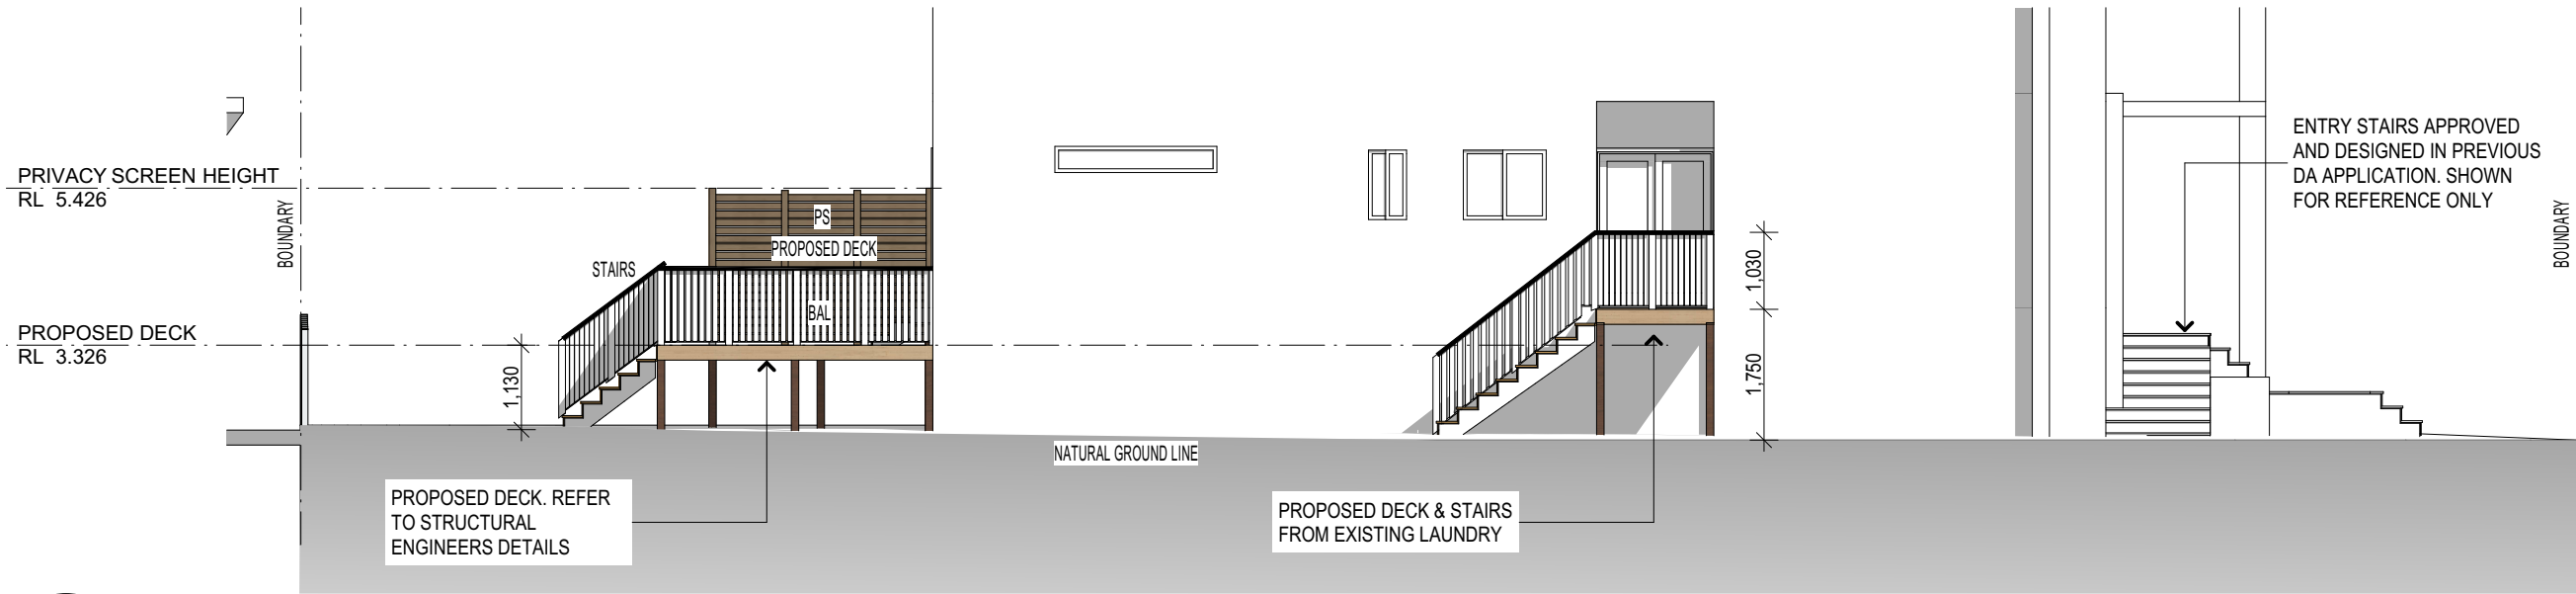 PRIVACY SCREEN HEIGHT
RL 5.426
BOUNDARY
PROPOSED DECK
RL 3.326
1,130
STAIRS
PS
PROPOSED DECK
BAL
PROPOSED DECK. REFER
TO STRUCTURAL
ENGINEERS DETAILS
NATURAL GROUND LINE
PROPOSED DECK & STAIRS
FROM EXISTING LAUNDRY
1,030
1,750
ENTRY STAIRS APPROVED
AND DESIGNED IN PREVIOUS
DA APPLICATION. SHOWN
FOR REFERENCE ONLY
BOUNDARY